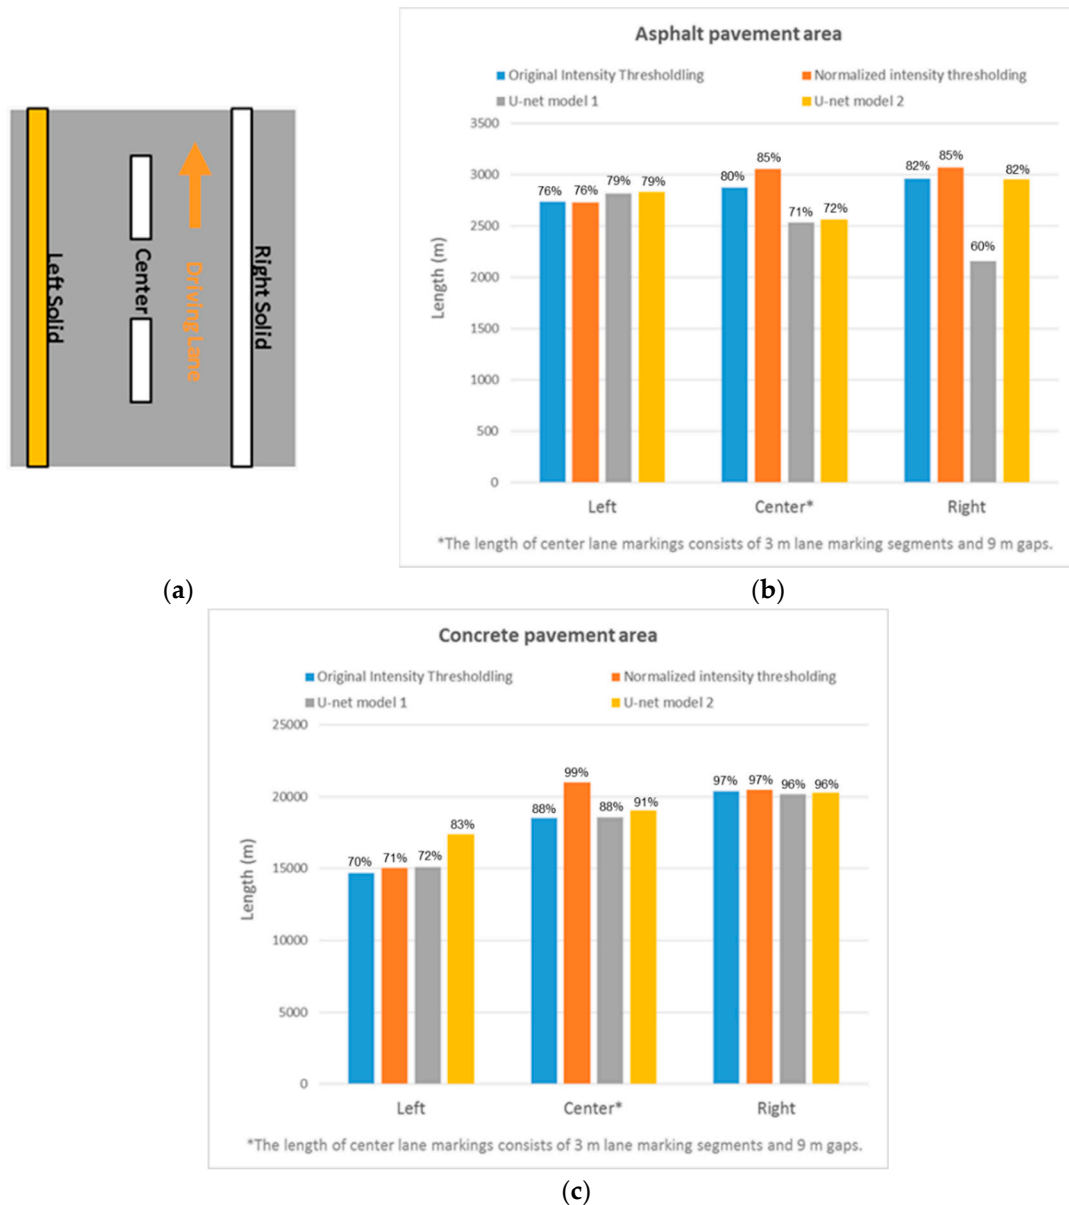 Left Solid
Center
Driving Lane
Right Solid
(a)
Asphalt pavement area
Original Intensity Thresholdling
Normalized intensity thresholding
U-net model 1
U-net model 2
3500
3000
2500
2000
1500
1000
500
0
Length (m)
76% 76% 79% 79%
80% 85% 71% 72%
82% 85% 60% 82%
Left Center* Right
*The length of center lane markings consists of 3 m lane marking segments and 9 m gaps.
(b)
Concrete pavement area
Original Intensity Thresholdling
Normalized intensity thresholding
U-net model 1
U-net model 2
25000
20000
15000
10000
5000
0
Length (m)
70% 71% 72% 83%
88% 99% 88% 91%
97% 97% 96% 96%
Left Center* Right
*The length of center lane markings consists of 3 m lane marking segments and 9 m gaps.
(c)